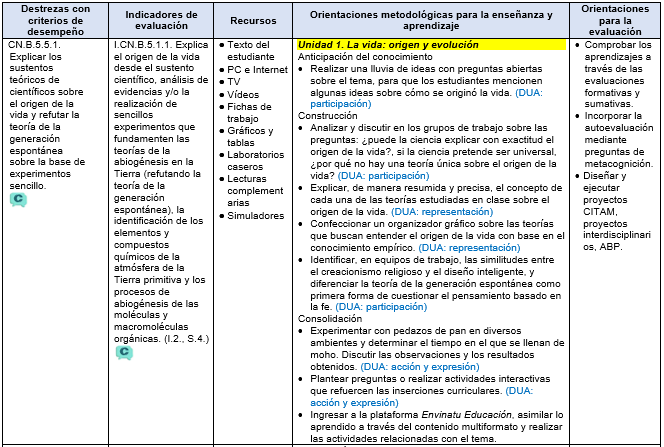 Destrezas con
criterios de
desempeño
Indicadores de
evaluación
Recursos
Orientaciones metodológicas para la enseñanza y
aprendizaje
Orientaciones
para la
evaluación
CN.B.5.5.1.
Explicar los
sustentos
teóricos de
científicos sobre
el origen de la
vida y refutar la
teoría de la
generación
espontánea
sobre la base de
experimentos
sencillo.
C
I.CN.B.5.1.1. Explica
el origen de la vida
desde el sustento
científico, análisis de
evidencias y/o la
realización de
sencillos
experimentos que
fundamenten las
teorías de la
abiogénesis en la
Tierra (refutando la
teoría de la
generación
espontánea), la
identificación de los
elementos y
compuestos
químicos de la
atmósfera de la
Tierra primitiva y los
procesos de
abiogénesis de las
moléculas y
macromoléculas
orgánicas. (I.2., S.4.)
C
● Texto del
estudiante
● PC e Internet
● TV
● Vídeos
● Fichas de
trabajo
● Gráficos y
tablas
● Laboratorios
caseros
● Lecturas
complement
arias
● Simuladores
Unidad 1. La vida: origen y evolución
Anticipación del conocimiento
• Realizar una lluvia de ideas con preguntas abiertas
sobre el tema, para que los estudiantes mencionen
algunas ideas sobre cómo se originó la vida. (DUA:
participación)
Construcción
• Analizar y discutir en los grupos de trabajo sobre las
preguntas: ¿puede la ciencia explicar con exactitud el
origen de la vida?, si la ciencia pretende ser universal,
¿por qué no hay una teoría única sobre el origen de la
vida? (DUA: participación)
• Explicar, de manera resumida y precisa, el concepto de
cada una de las teorías estudiadas en clase sobre el
origen de la vida. (DUA: representación)
• Confeccionar un organizador gráfico sobre las teorías
que buscan entender el origen de la vida con base en el
conocimiento empírico. (DUA: representación)
• Identificar, en equipos de trabajo, las similitudes entre
el creacionismo religioso y el diseño inteligente, y
diferenciar la teoría de la generación espontánea como
primera forma de cuestionar el pensamiento basado en
la fe. (DUA: participación)
Consolidación
• Experimentar con pedazos de pan en diversos
ambientes y determinar el tiempo en el que se llenan de
moho. Discutir las observaciones y los resultados
obtenidos. (DUA: acción y expresión)
• Plantear preguntas o realizar actividades interactivas
que refuercen las inserciones curriculares. (DUA:
acción y expresión)
• Ingresar a la plataforma Envinatu Educación, asimilar lo
aprendido a través del contenido multiformato y realizar
las actividades relacionadas con el tema.
• Comprobar los
aprendizajes a
través de las
evaluaciones
formativas y
sumativas.
• Incorporar la
autoevaluación
mediante
preguntas de
metacognición.
• Diseñar y
ejecutar
proyectos
CITAM,
proyectos
interdisciplinari
os, ABP.